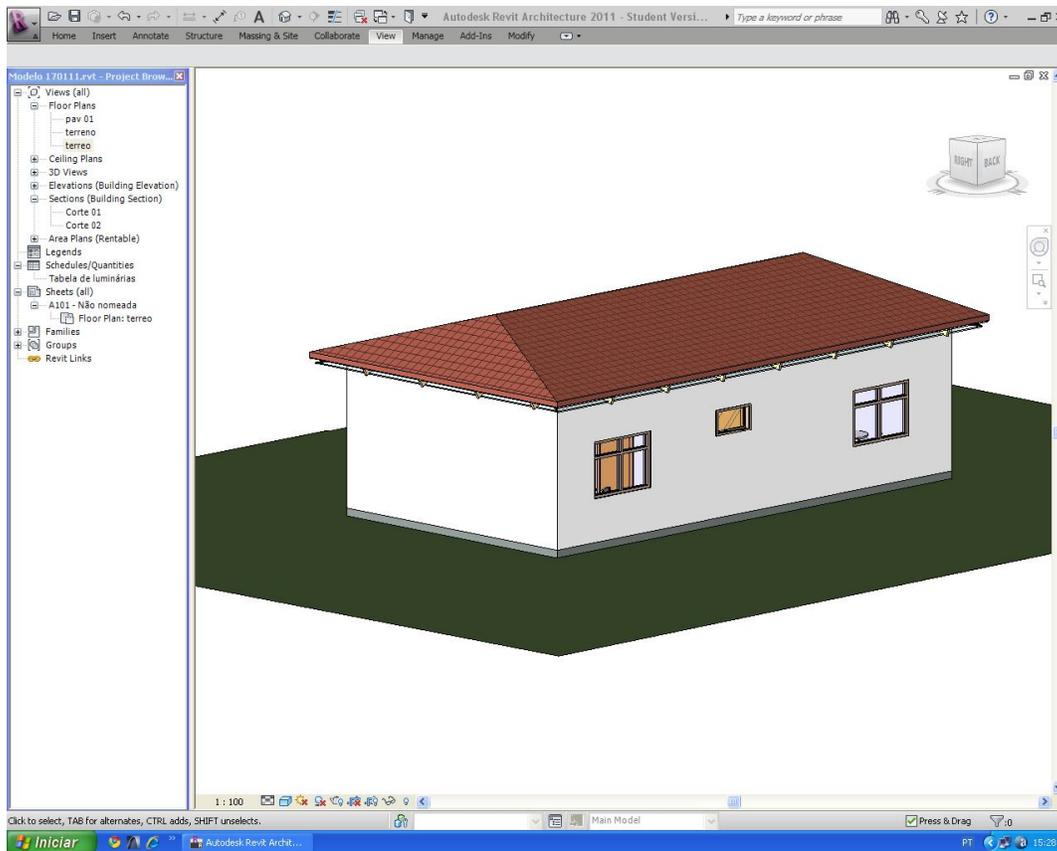 Autodesk Revit Architecture 2011 - Student Versi...
Type a keyword or phrase
Home Insert Annotate Structure Massing & Site Collaborate View Manage Add-Ins Modify
Modelo 170111.rvt - Project Brow...
Views (all)
Floor Plans
pav 01
terreno
terreo
Ceiling Plans
3D Views
Elevations (Building Elevation)
Sections (Building Section)
Corte 01
Corte 02
Area Plans (Rentable)
Legends
Schedules/Quantities
Tabela de luminárias
Sheets (all)
A101 - Não nomeada
Floor Plan: terreo
Families
Groups
Revit Links
RIGHT BACK
1 : 100
Click to select, TAB for alternates, CTRL adds, SHIFT unselects.
Main Model
Press & Drag
:0
Iniciar
Autodesk Revit Archit...
PT
15:28